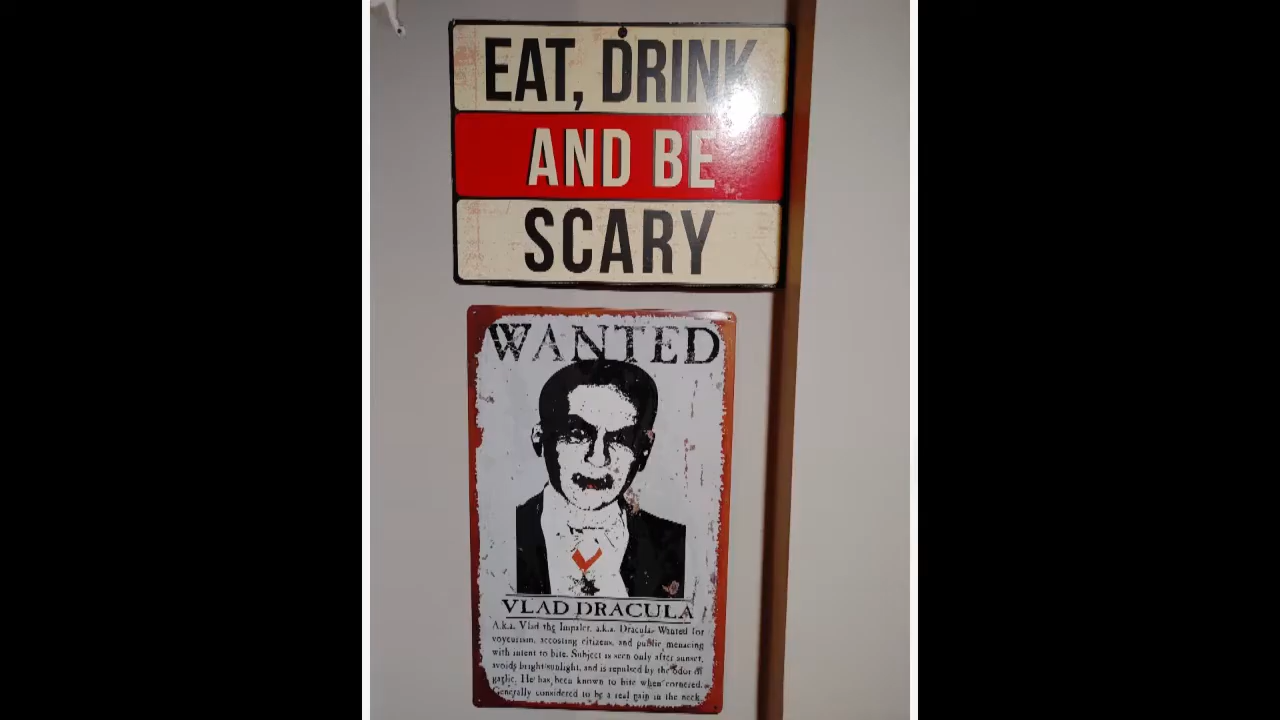 EAT, DRINK
AND BE
SCARY
WANTED
VLAD DRACULA
A.k.a. Vlad the Impaler, a.k.a. Dracula. Wanted for
voyeurism, accosting citizens, and public menacing
with intent to bite. Subject is seen only after sunset,
avoids bright sunlight, and is repulsed by the odor of
garlic. He has been known to bite when cornered.
Generally considered to be a real pain in the neck.